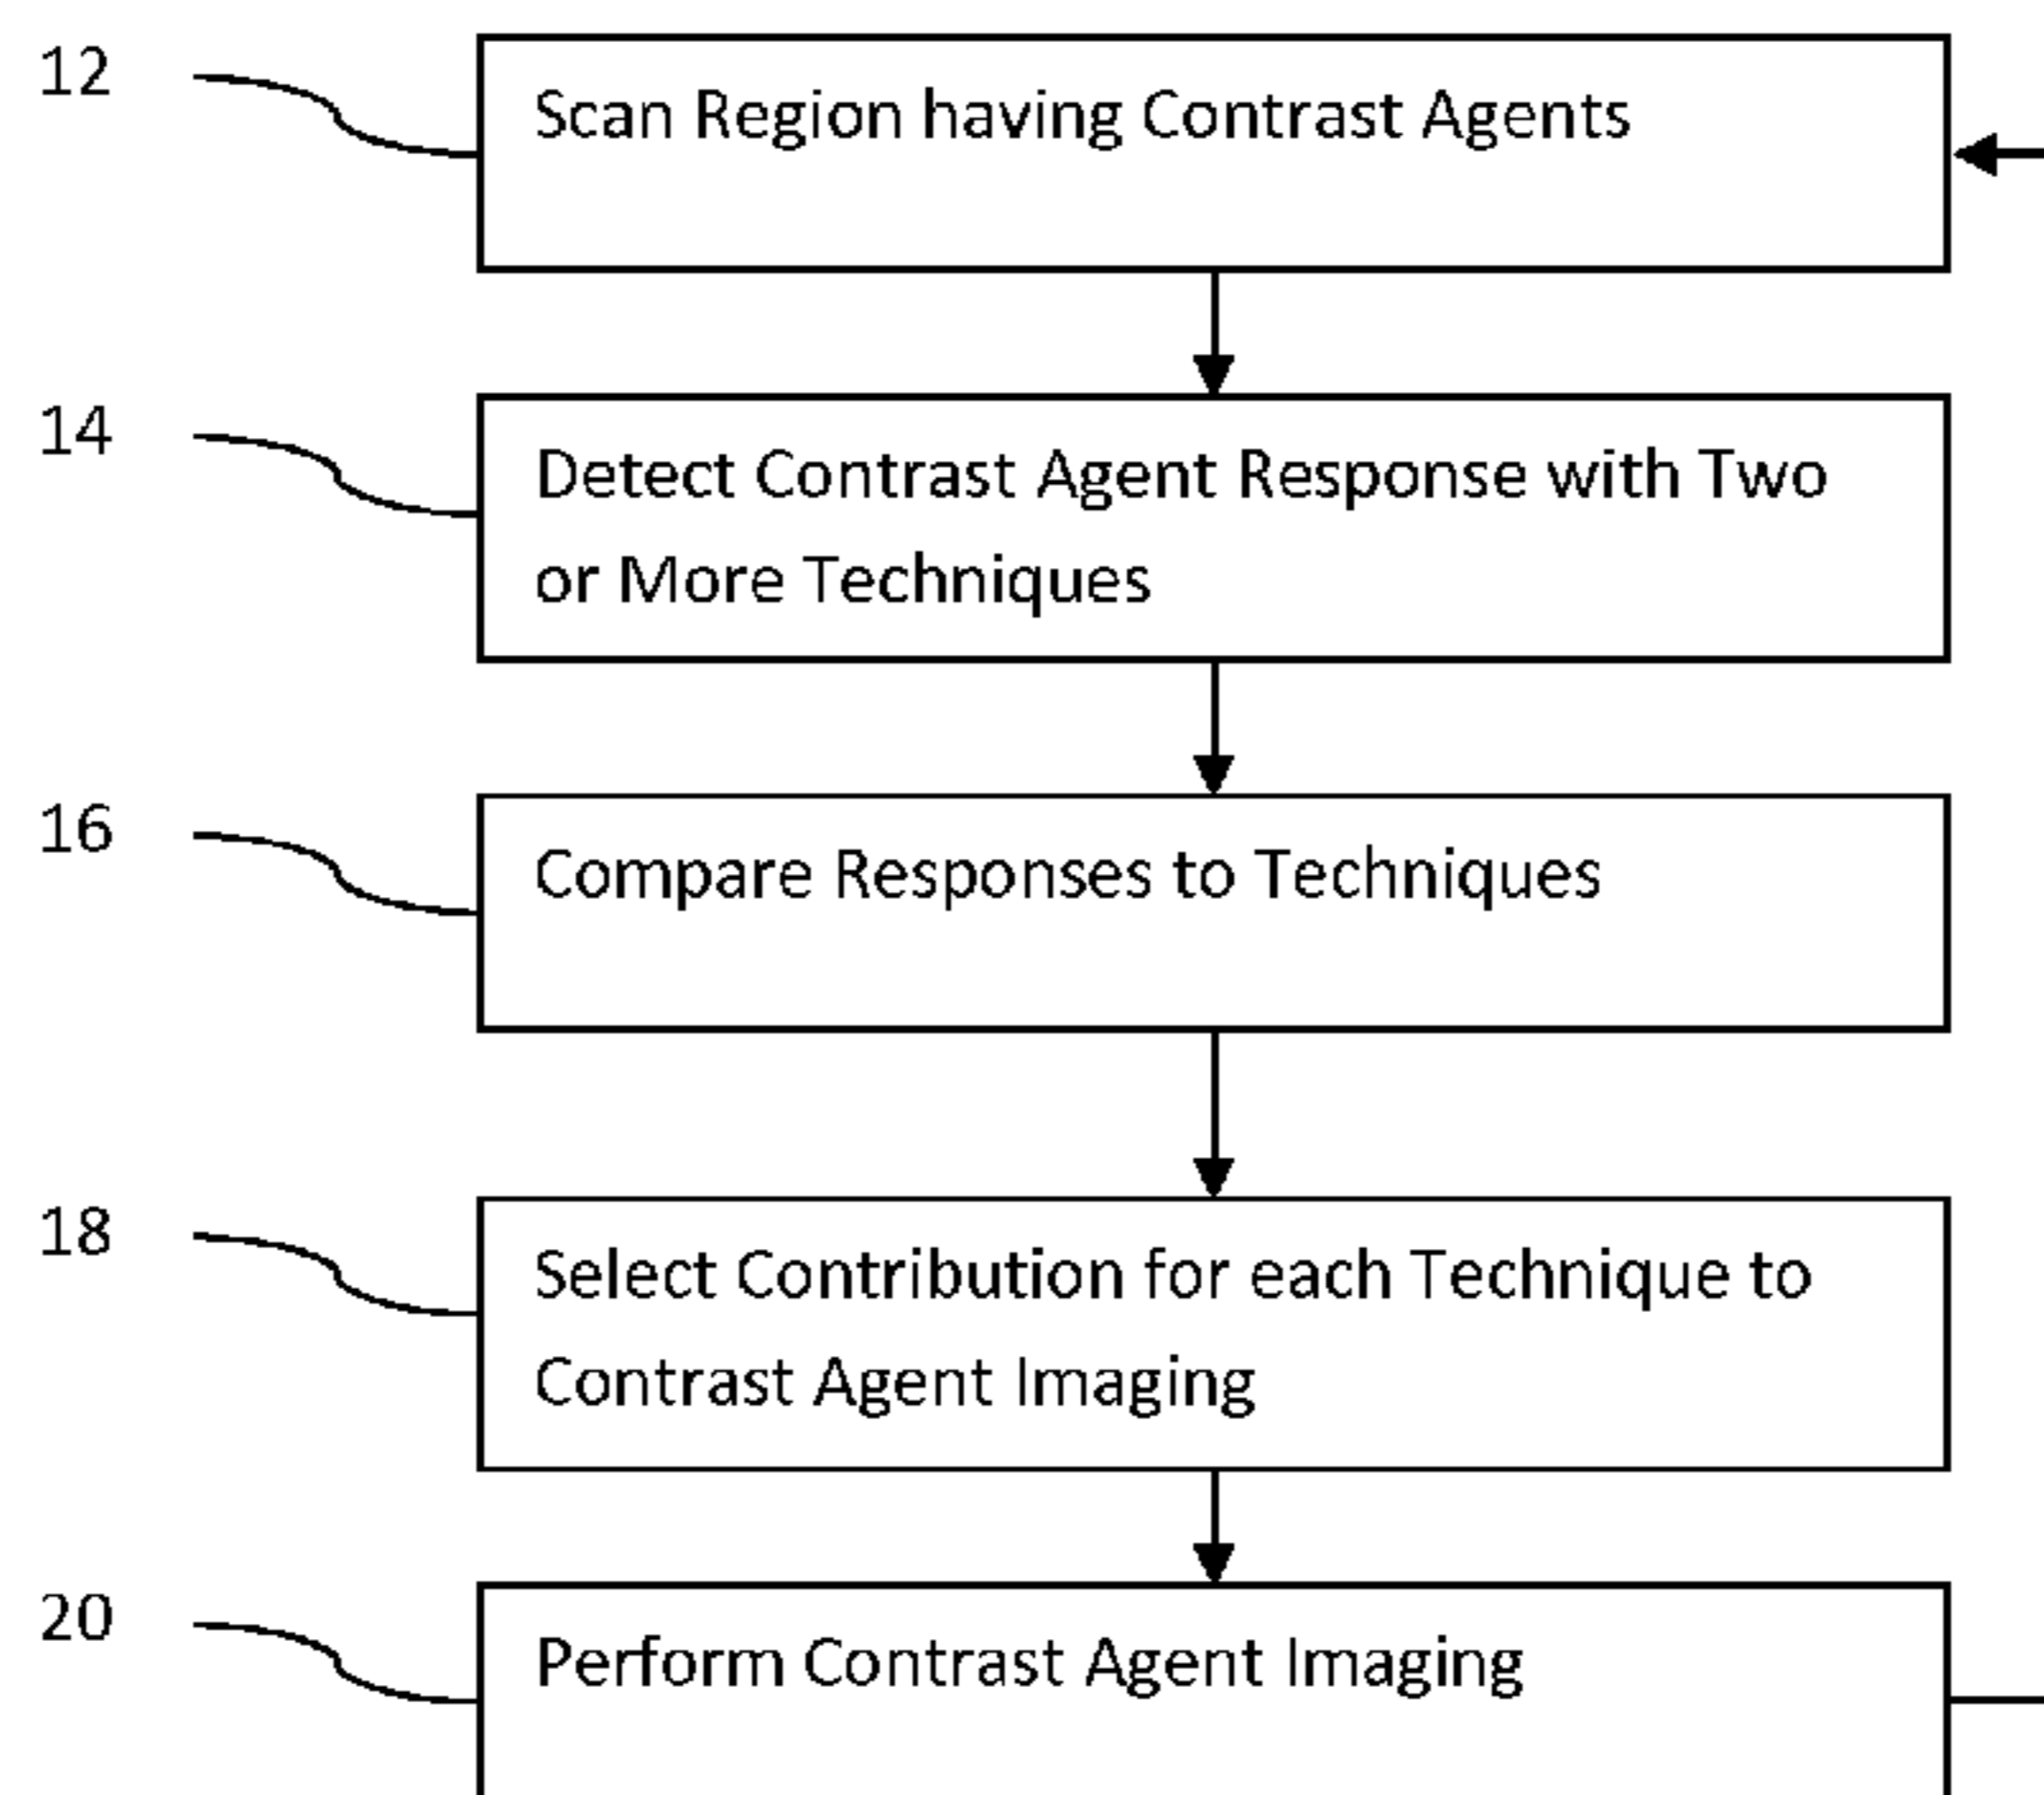 12
Scan Region having Contrast Agents
14
Detect Contrast Agent Response with Two
or More Techniques
16
Compare Responses to Techniques
18
Select Contribution for each Technique to
Contrast Agent Imaging
20
Perform Contrast Agent Imaging